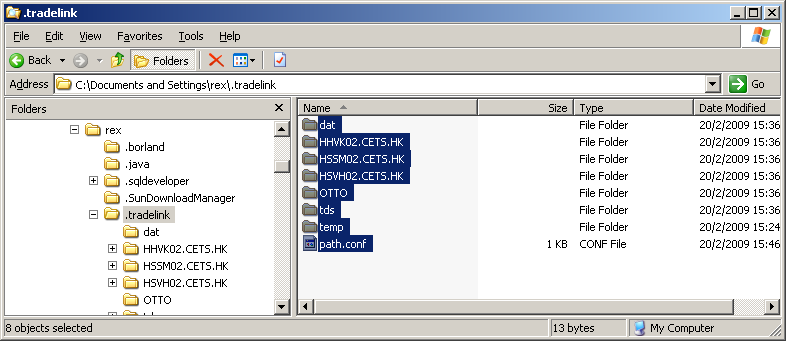 .tradelink
File Edit View Favorites Tools Help
Back Folders
Address C:\Documents and Settings\rex\.tradelink Go
Folders
rex
.borland
.java
.sqldeveloper
.SunDownloadManager
.tradelink
dat
HHVK02.CETS.HK
HSSM02.CETS.HK
HSVH02.CETS.HK
OTTO
Name Size Type Date Modified
dat File Folder 20/2/2009 15:36
HHVK02.CETS.HK File Folder 20/2/2009 15:36
HSSM02.CETS.HK File Folder 20/2/2009 15:36
HSVH02.CETS.HK File Folder 20/2/2009 15:36
OTTO File Folder 20/2/2009 15:36
tds File Folder 20/2/2009 15:36
temp File Folder 20/2/2009 15:24
path.conf 1 KB CONF File 20/2/2009 15:46
8 objects selected 13 bytes My Computer